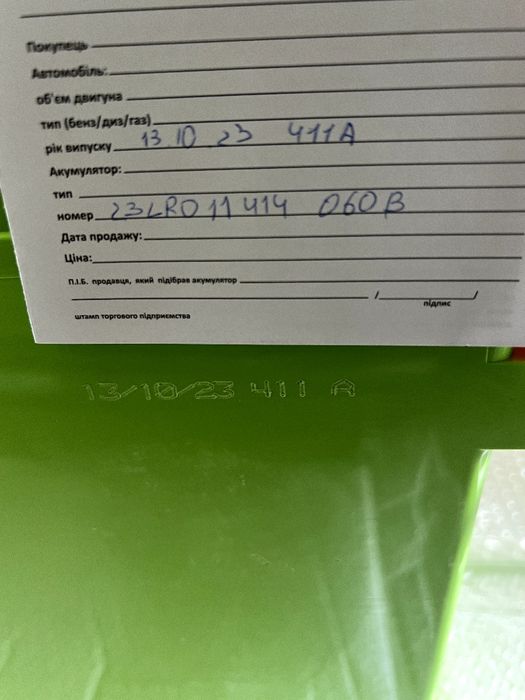 Покупець
Автомобіль:
об'єм двигуна
тип (бенз/диз/газ)
рік випуску 13 10 23 411A
Акумулятор:
тип
номер 23LR011414 060B
Дата продажу:
Ціна:
П.І.Б. продавця, який підібрав акумулятор
/ /
підпис
штамп торгового підприємства
13/10/23 411 A